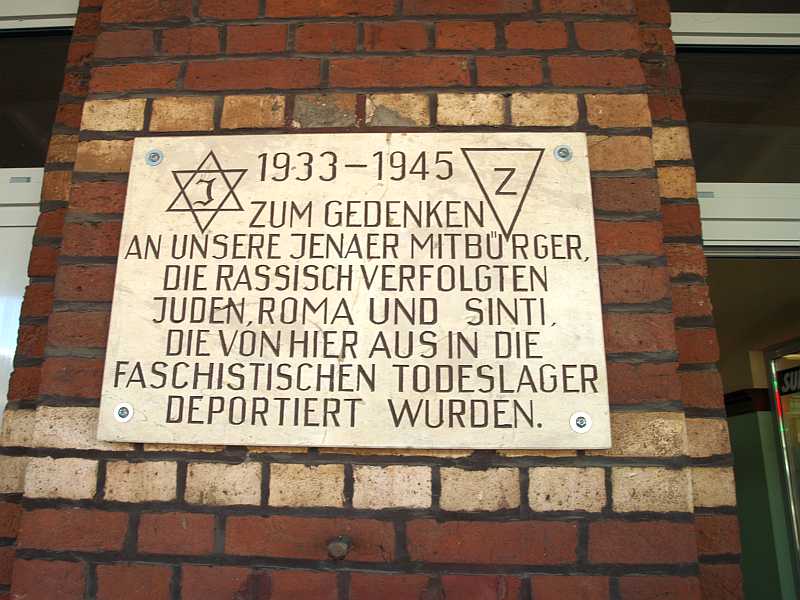 J 1933–1945 Z
ZUM GEDENKEN
AN UNSERE JENAER MITBÜRGER,
DIE RASSISCH VERFOLGTEN
JUDEN, ROMA UND SINTI,
DIE VON HIER AUS IN DIE
FASCHISTISCHEN TODESLAGER
DEPORTIERT WURDEN.